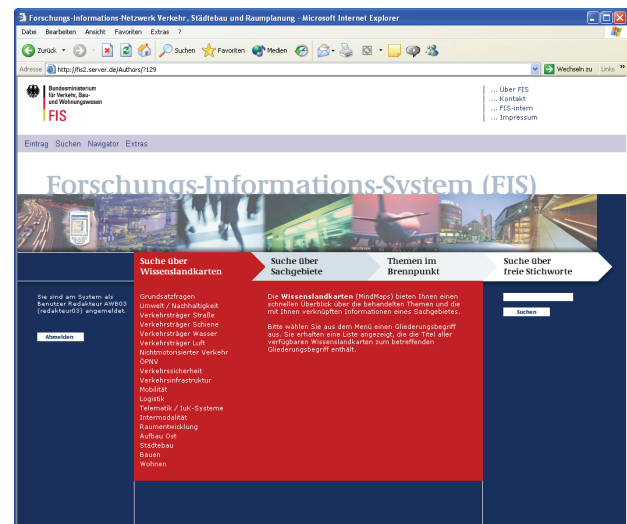 Forschungs-Informations-Netzwerk Verkehr, Städtebau und Raumplanung - Microsoft Internet Explorer
Datei Bearbeiten Ansicht Favoriten Extras ?
Zurück Suchen Favoriten Medien
Adresse http://fis2.server.de/Authors/?129 Wechseln zu Links »
Bundesministerium
für Verkehr, Bau-
und Wohnungswesen
FIS
... Über FIS
... Kontakt
... FIS-intern
... Impressum
Eintrag Suchen Navigator Extras
Forschungs-Informations-System (FIS)
Suche über
Wissenslandkarten
Suche über
Sachgebiete
Themen im
Brennpunkt
Suche über
freie Stichworte
Sie sind am System als
Benutzer Redakteur AWB03
(redakteur03) angemeldet.
Abmelden
Grundsatzfragen
Umwelt / Nachhaltigkeit
Verkehrsträger Straße
Verkehrsträger Schiene
Verkehrsträger Wasser
Verkehrsträger Luft
Nichtmotorisierter Verkehr
ÖPNV
Verkehrssicherheit
Verkehrsinfrastruktur
Mobilität
Logistik
Telematik / IuK-Systeme
Intermodalität
Raumentwicklung
Aufbau Ost
Städtebau
Bauen
Wohnen
Die Wissenslandkarten (MindMaps) bieten Ihnen einen
schnellen Überblick über die behandelten Themen und die
mit Ihnen verknüpften Informationen eines Sachgebietes.
Bitte wählen Sie aus dem Menü einen Gliederungsbegriff
aus. Sie erhalten eine Liste angezeigt, die die Titel aller
verfügbaren Wissenslandkarten zum betreffenden
Gliederungsbegriff enthält.
Suchen